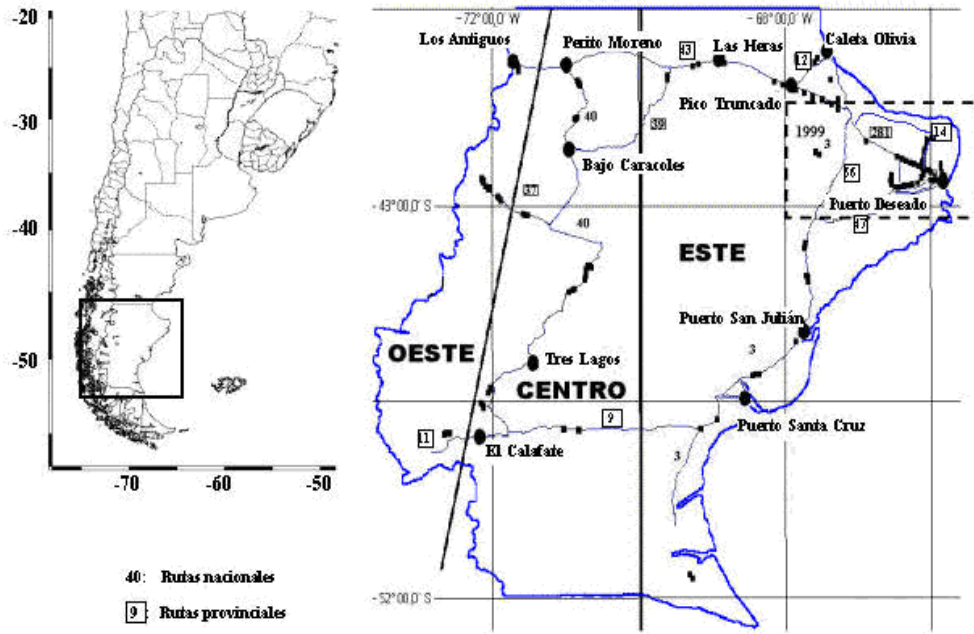 -20
-30
-40
-50
-70
-60
-50
40: Rutas nacionales
9 : Rutas provinciales
-72°00,0 W
-68°00,0 W
Los Antiguos
Perito Moreno
43
Las Heras
12
Caleta Olivia
Pico Truncado
40
39
Bajo Caracoles
1999
3
281
14
66
Puerto Deseado
47
37
-48°00,0 S
40
ESTE
Puerto San Julián
OESTE
Tres Lagos
3
CENTRO
9
Puerto Santa Cruz
11
El Calafate
3
-52°00,0 S